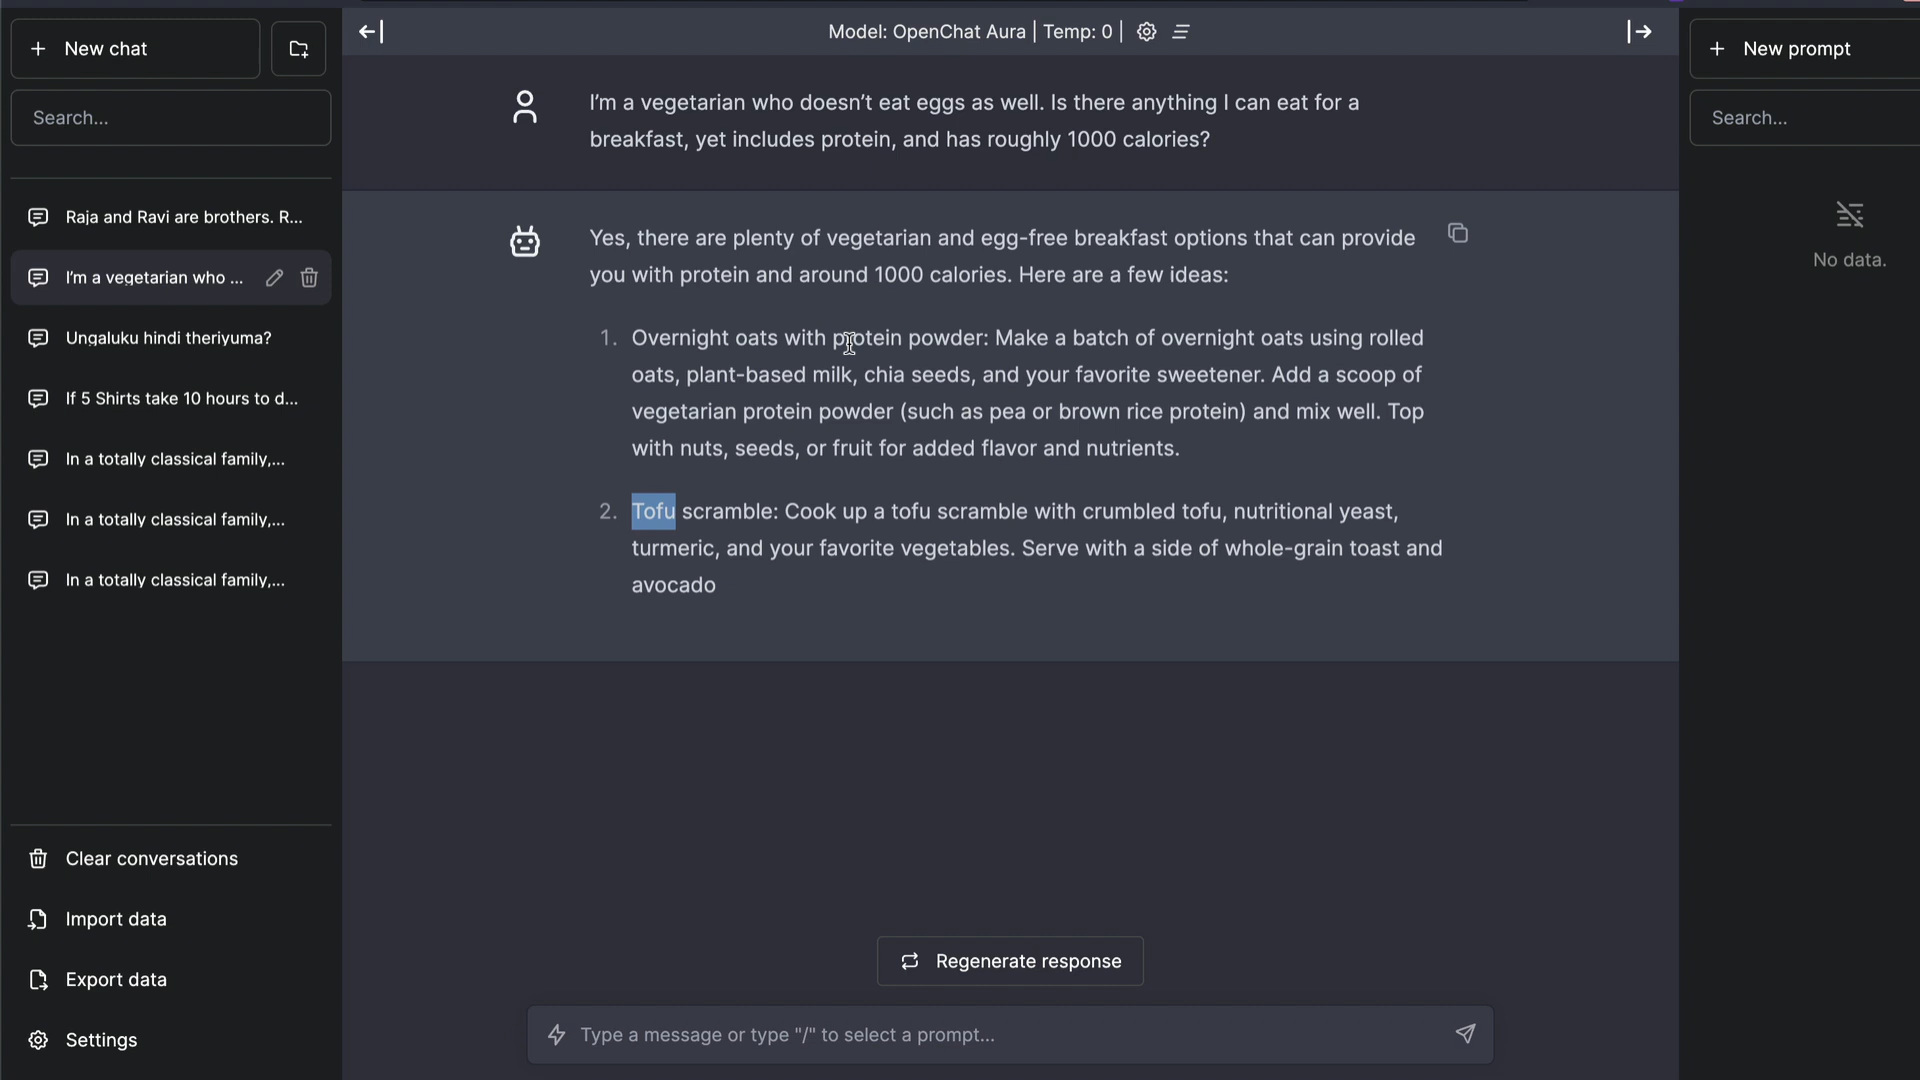 New chat
Search...
Raja and Ravi are brothers. R...
I'm a vegetarian who ...
Ungaluku hindi theriyuma?
If 5 Shirts take 10 hours to d...
In a totally classical family,...
In a totally classical family,...
In a totally classical family,...
Clear conversations
Import data
Export data
Settings
Model: OpenChat Aura | Temp: 0 |
I'm a vegetarian who doesn't eat eggs as well. Is there anything I can eat for a
breakfast, yet includes protein, and has roughly 1000 calories?
Yes, there are plenty of vegetarian and egg-free breakfast options that can provide
you with protein and around 1000 calories. Here are a few ideas:
1. Overnight oats with protein powder: Make a batch of overnight oats using rolled
oats, plant-based milk, chia seeds, and your favorite sweetener. Add a scoop of
vegetarian protein powder (such as pea or brown rice protein) and mix well. Top
with nuts, seeds, or fruit for added flavor and nutrients.
2. Tofu scramble: Cook up a tofu scramble with crumbled tofu, nutritional yeast,
turmeric, and your favorite vegetables. Serve with a side of whole-grain toast and
avocado
Regenerate response
Type a message or type "/" to select a prompt...
New prompt
Search...
No data.